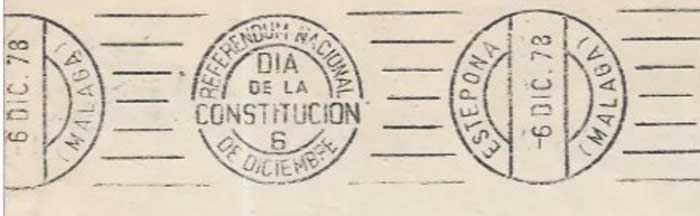 -6 DIC. 78
(MALAGA)
REFERENDUM NACIONAL
DIA
DE LA
CONSTITUCION
6
DE DICIEMBRE
ESTEPONA
-6 DIC. 78
(MALAGA)